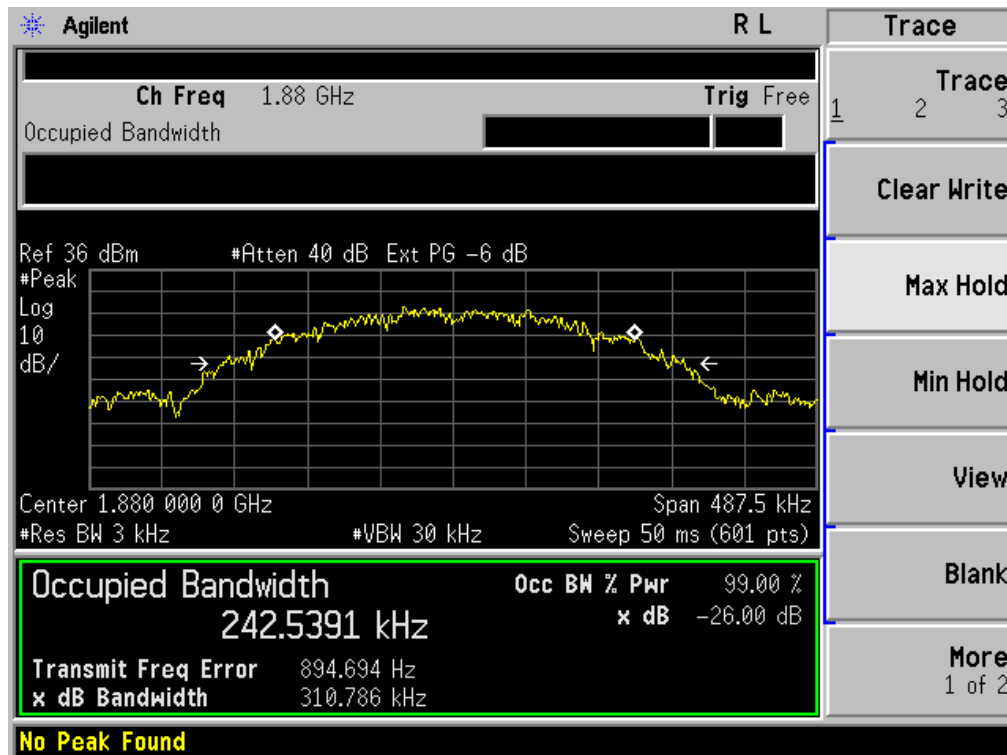 Agilent R L Trace
Ch Freq 1.88 GHz Trig Free
Occupied Bandwidth
Trace
1 2 3
Clear Write
Max Hold
Min Hold
View
Blank
More
1 of 2
Ref 36 dBm #Atten 40 dB Ext PG -6 dB
#Peak
Log
10
dB/
Center 1.880 000 0 GHz Span 487.5 kHz
#Res BW 3 kHz #VBW 30 kHz Sweep 50 ms (601 pts)
Occupied Bandwidth Occ BW % Pwr 99.00 %
242.5391 kHz x dB -26.00 dB
Transmit Freq Error 894.694 Hz
x dB Bandwidth 310.786 kHz
No Peak Found